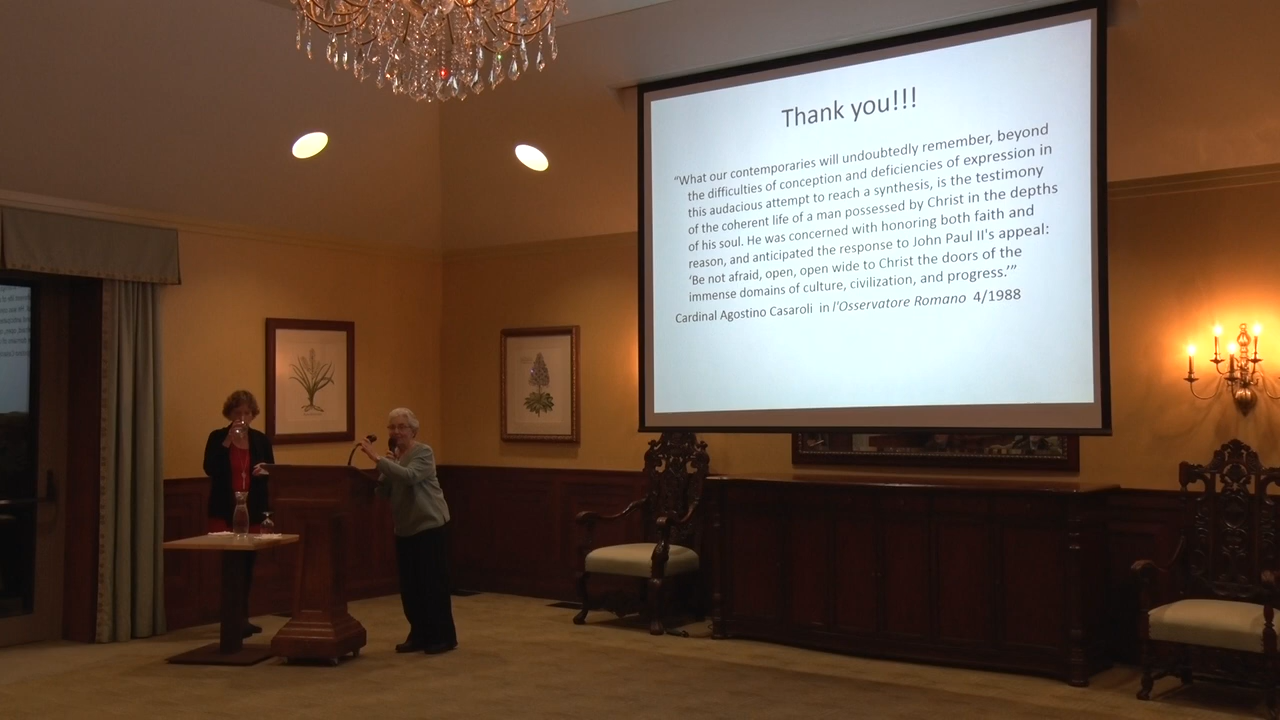 Thank you!!!
“What our contemporaries will undoubtedly remember, beyond
the difficulties of conception and deficiencies of expression in
this audacious attempt to reach a synthesis, is the testimony
of the coherent life of a man possessed by Christ in the depths
of his soul. He was concerned with honoring both faith and
reason, and anticipated the response to John Paul II's appeal:
‘Be not afraid, open, open wide to Christ the doors of the
immense domains of culture, civilization, and progress.’”
Cardinal Agostino Casaroli in l’Osservatore Romano 4/1988